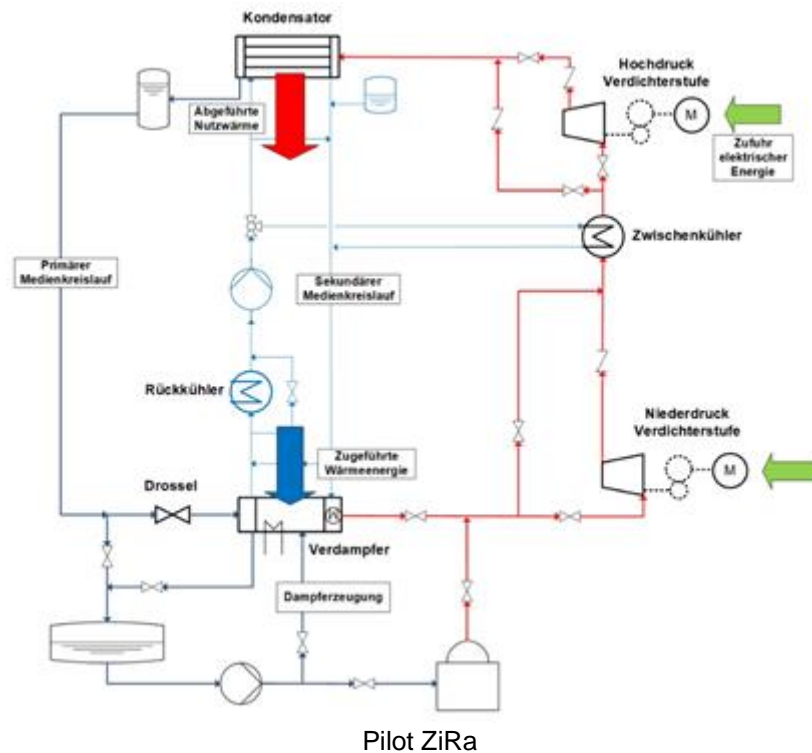 Kondensator
Hochdruck
Verdichterstufe
M
Zufuhr
elektrischer
Energie
Abgeführte
Nutzwärme
Zwischenkühler
Primärer
Medienkreislauf
Sekundärer
Medienkreislauf
Rückkühler
Niederdruck
Verdichterstufe
M
Zugeführte
Wärmeenergie
Drossel
Verdampfer
Dampferzeugung
Pilot ZiRa